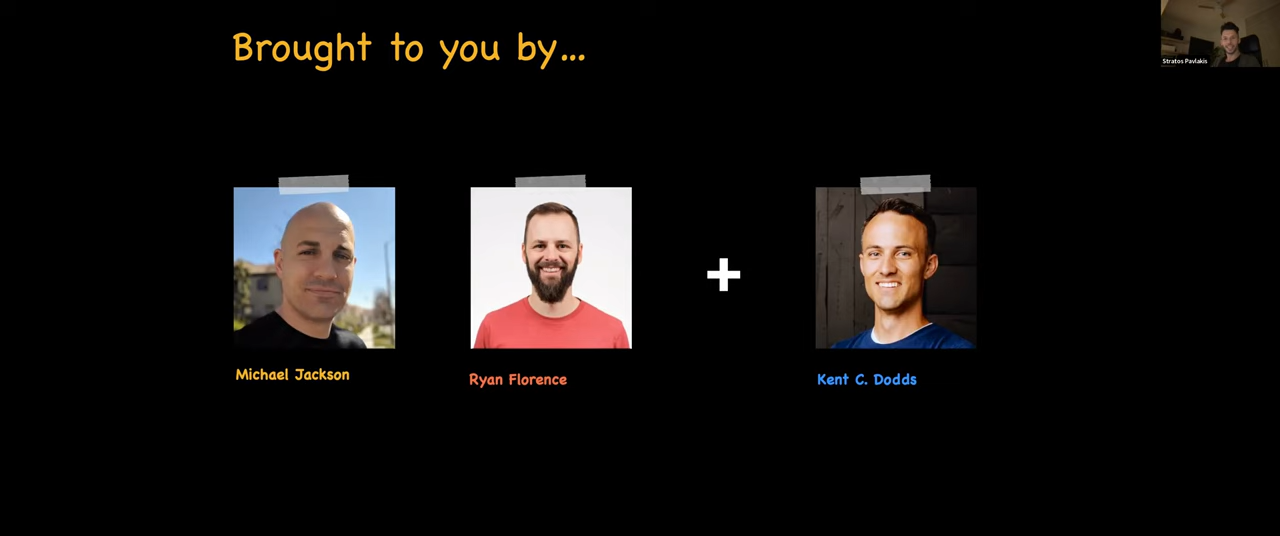 Brought to you by...
Stratos Pavlakis
Michael Jackson
Ryan Florence
Kent C. Dodds